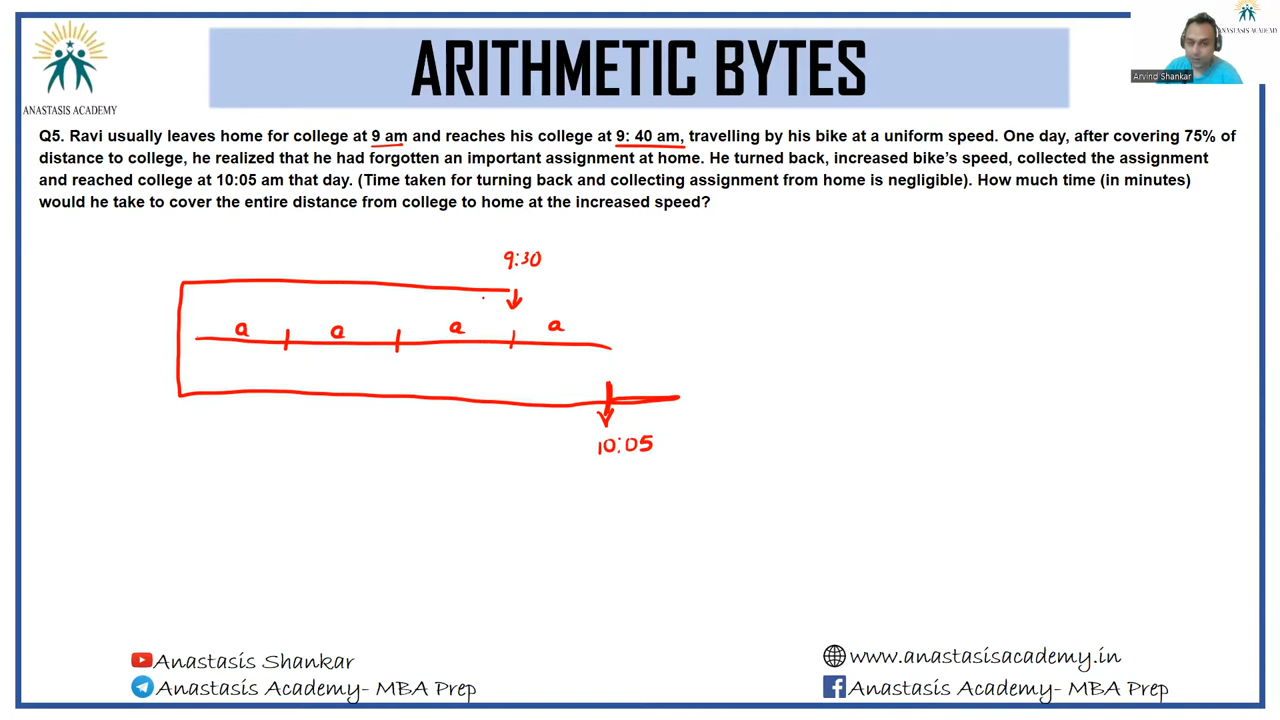 ANASTASIS ACADEMY
ARITHMETIC BYTES
ANASTASIS ACADEMY
Arvind Shankar
Q5. Ravi usually leaves home for college at 9 am and reaches his college at 9: 40 am, travelling by his bike at a uniform speed. One day, after covering 75% of
distance to college, he realized that he had forgotten an important assignment at home. He turned back, increased bike's speed, collected the assignment
and reached college at 10:05 am that day. (Time taken for turning back and collecting assignment from home is negligible). How much time (in minutes)
would he take to cover the entire distance from college to home at the increased speed?
9:30
a a a a
10:05
Anastasis Shankar
www.anastasisacademy.in
Anastasis Academy- MBA Prep
Anastasis Academy- MBA Prep